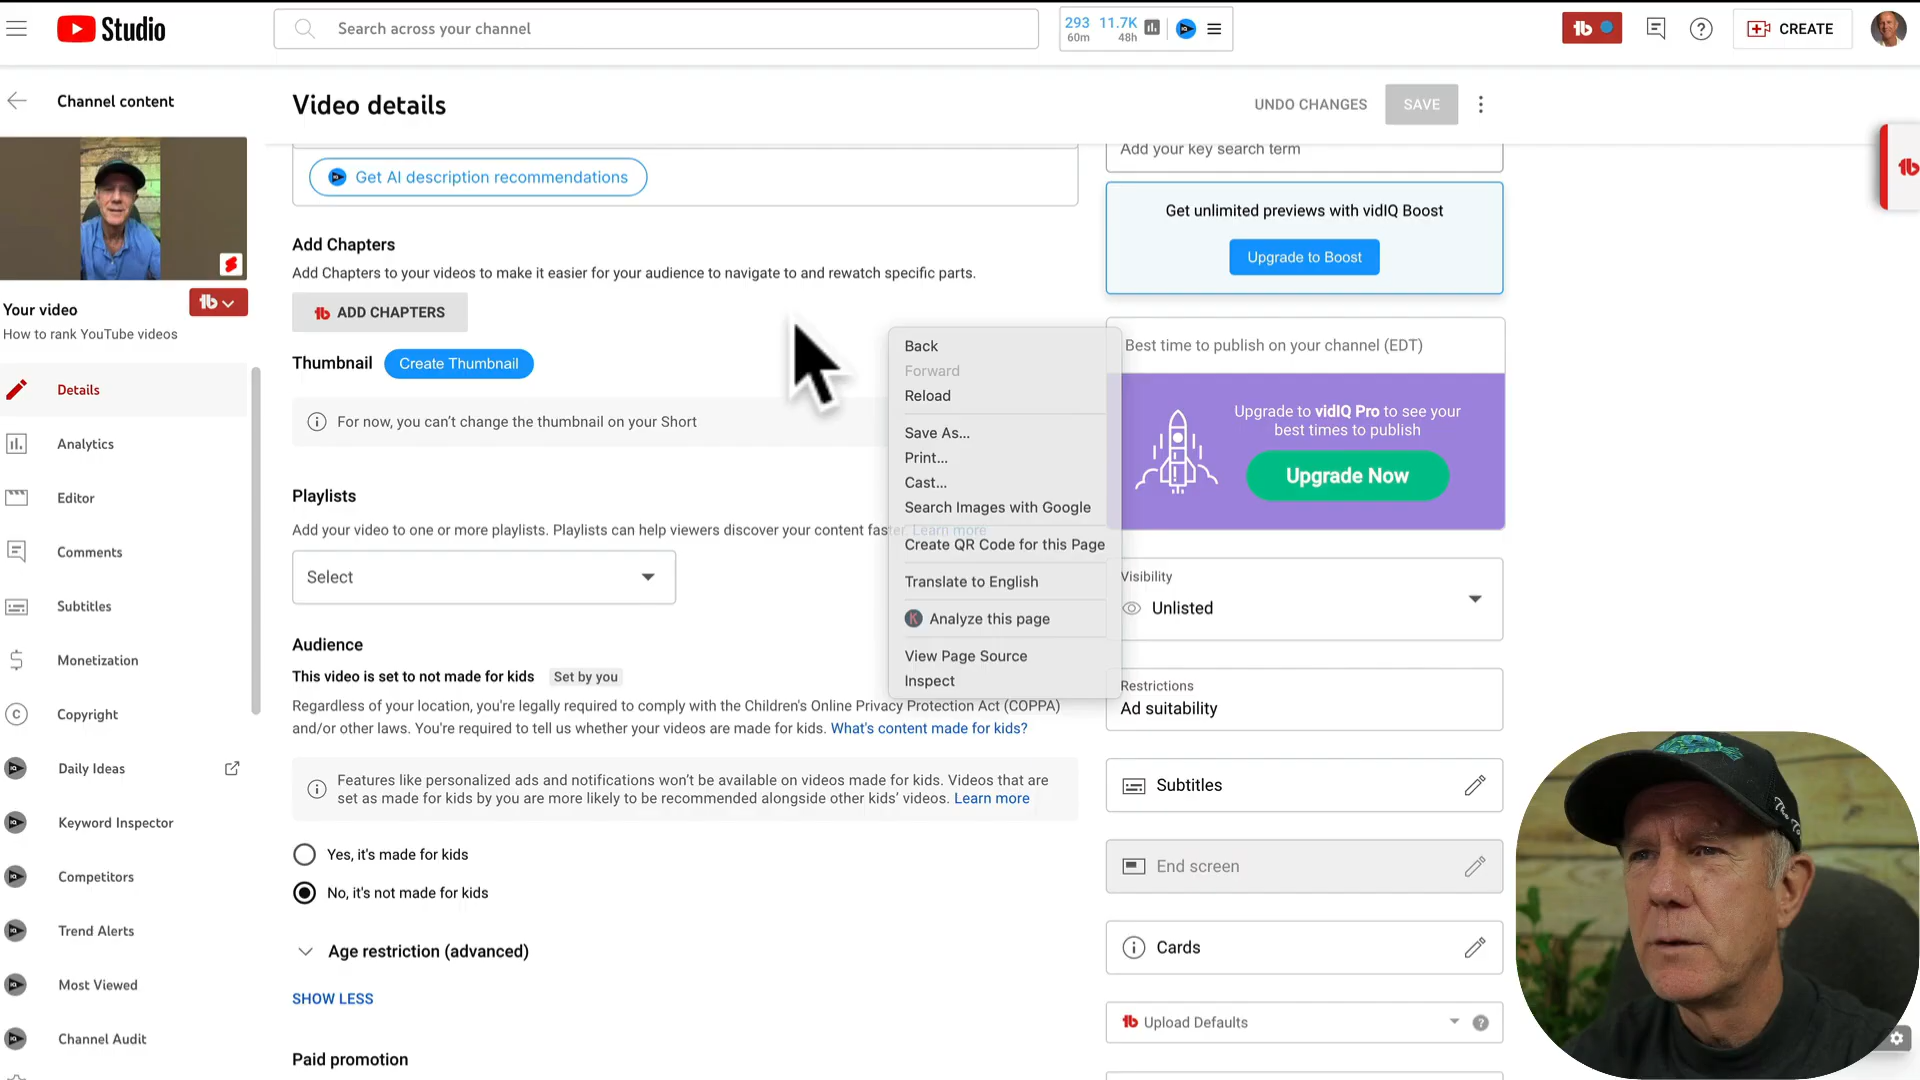 Studio
Search across your channel
293 11.7K
60m 48h
CREATE
Channel content
Video details
UNDO CHANGES
SAVE
Add your key search term
Get AI description recommendations
Get unlimited previews with vidIQ Boost
Upgrade to Boost
Add Chapters
Add Chapters to your videos to make it easier for your audience to navigate to and rewatch specific parts.
ADD CHAPTERS
Your video
How to rank YouTube videos
Thumbnail
Create Thumbnail
For now, you can't change the thumbnail on your Short
Back
Forward
Reload
Save As...
Print...
Cast...
Search Images with Google
Create QR Code for this Page
Translate to English
Analyze this page
View Page Source
Inspect
Best time to publish on your channel (EDT)
Upgrade to vidIQ Pro to see your
best times to publish
Upgrade Now
Details
Analytics
Editor
Comments
Subtitles
Monetization
Copyright
Daily Ideas
Keyword Inspector
Competitors
Trend Alerts
Most Viewed
Channel Audit
Playlists
Add your video to one or more playlists. Playlists can help viewers discover your content faster. Learn more
Select
Visibility
Unlisted
Audience
This video is set to not made for kids Set by you
Regardless of your location, you're legally required to comply with the Children's Online Privacy Protection Act (COPPA)
and/or other laws. You're required to tell us whether your videos are made for kids. What's content made for kids?
Features like personalized ads and notifications won't be available on videos made for kids. Videos that are
set as made for kids by you are more likely to be recommended alongside other kids' videos. Learn more
Yes, it's made for kids
No, it's not made for kids
Age restriction (advanced)
SHOW LESS
Paid promotion
Restrictions
Ad suitability
Subtitles
End screen
Cards
Upload Defaults